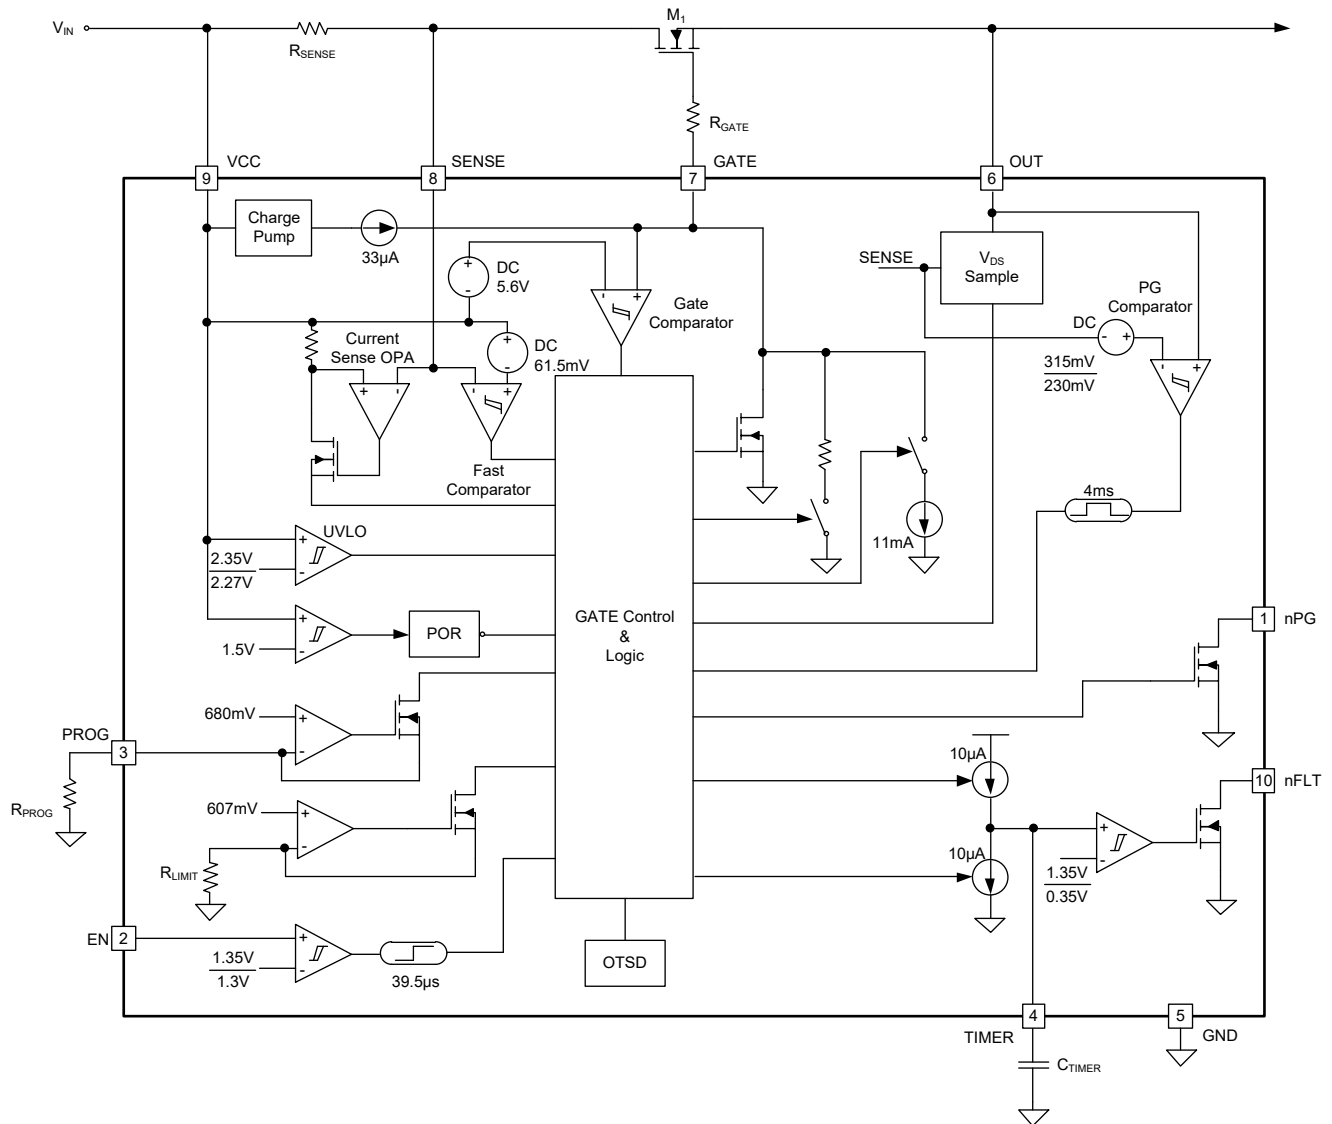 M1
VIN
RSENSE
RGATE
VCC
SENSE
GATE
OUT
9
8
7
6
Charge
Pump
33µA
+
-
DC
5.6V
SENSE
VDS
Sample
-
+
Gate
Comparator
PG
Comparator
DC
-
+
315mV
230mV
-
+
Current
Sense OPA
+
-
DC
61.5mV
+
-
-
+
Fast
Comparator
4ms
11mA
UVLO
+
-
2.35V
2.27V
GATE Control
&
Logic
+
-
1.5V
POR
1
nPG
680mV
+
-
PROG
3
RPROG
10µA
10
nFLT
607mV
+
-
RLIMIT
10µA
+
-
1.35V
0.35V
EN
2
+
-
1.35V
1.3V
39.5µs
OTSD
4
5
TIMER
GND
CTIMER